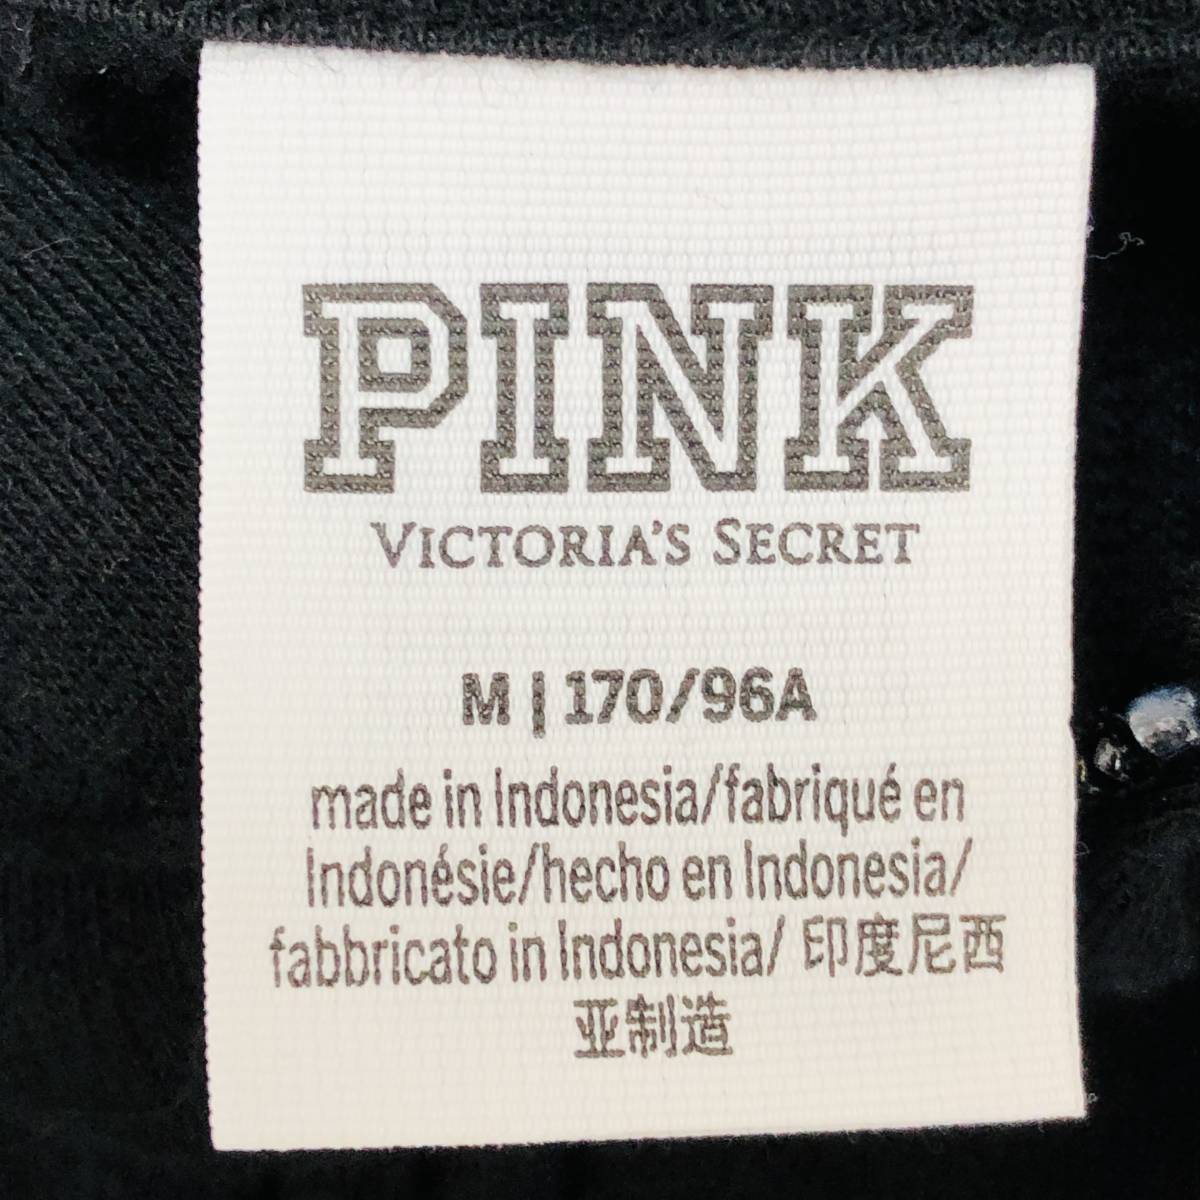 PINK
VICTORIA'S SECRET
M | 170/96A
made in Indonesia/fabriqué en
Indonésie/hecho en Indonesia/
fabbricato in Indonesia/ 印度尼西
亚制造